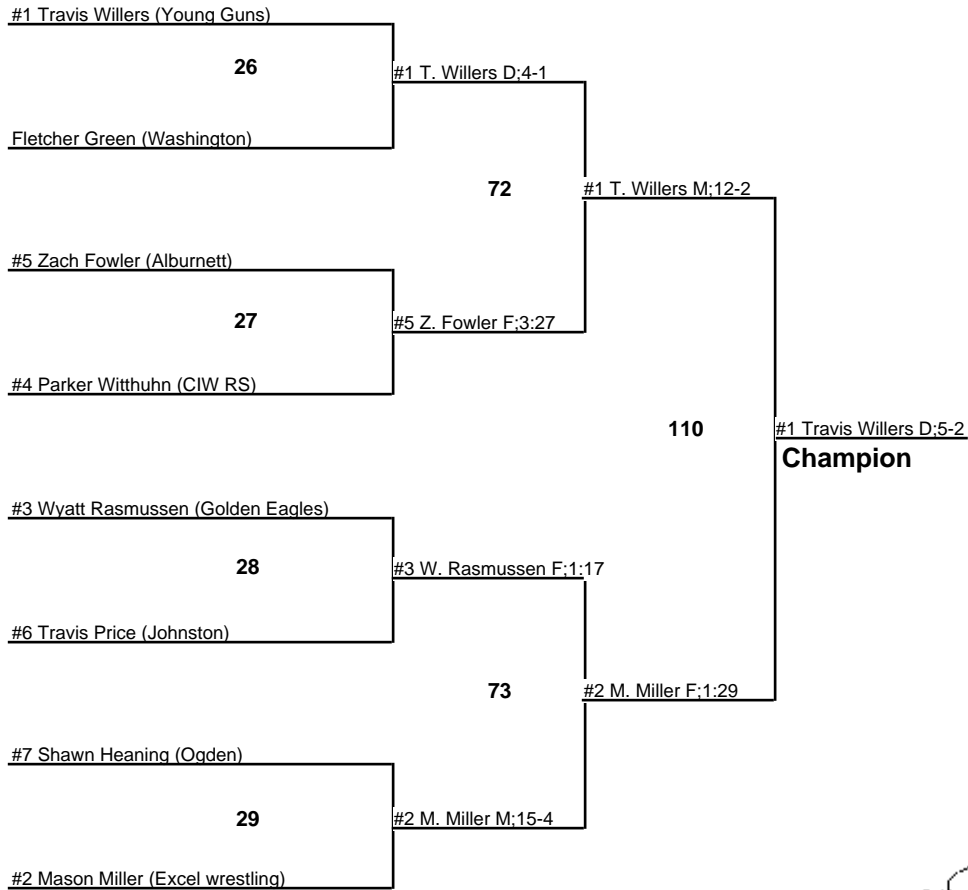 #1 Travis Willers (Young Guns)
26
#1 T. Willers D;4-1
Fletcher Green (Washington)
72
#1 T. Willers M;12-2
#5 Zach Fowler (Alburnett)
27
#5 Z. Fowler F;3:27
#4 Parker Witthuhn (CIW RS)
110
#1 Travis Willers D;5-2
Champion
#3 Wyatt Rasmussen (Golden Eagles)
28
#3 W. Rasmussen F;1:17
#6 Travis Price (Johnston)
73
#2 M. Miller F;1:29
#7 Shawn Heaning (Ogden)
29
#2 M. Miller M;15-4
#2 Mason Miller (Excel wrestling)